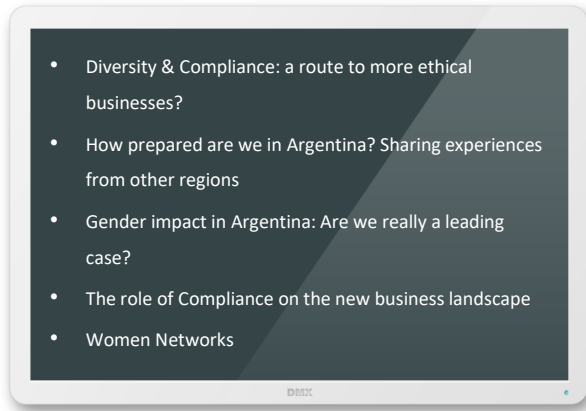 • Diversity & Compliance: a route to more ethical
businesses?
• How prepared are we in Argentina? Sharing experiences
from other regions
• Gender impact in Argentina: Are we really a leading
case?
• The role of Compliance on the new business landscape
• Women Networks
DMX